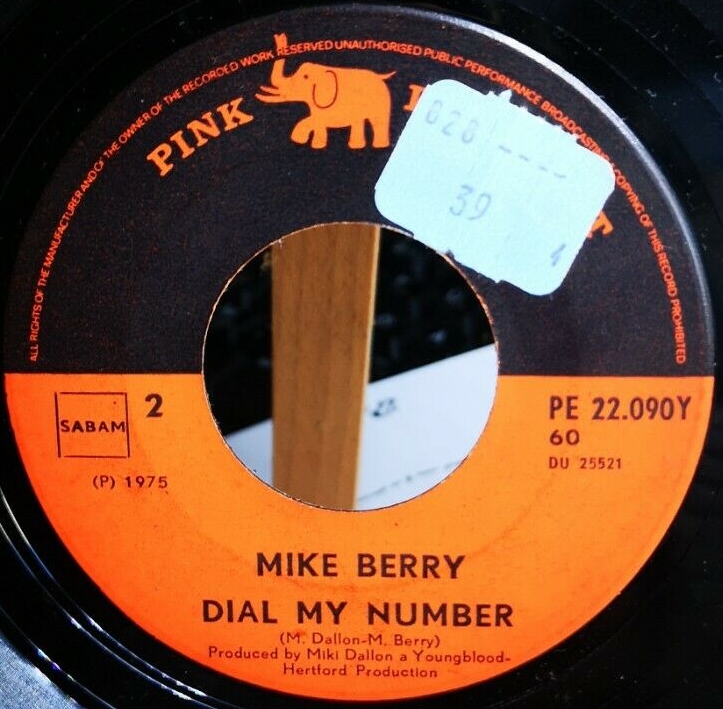 ALL RIGHTS OF THE MANUFACTURER AND OF THE OWNER OF THE RECORDED WORK RESERVED UNAUTHORISED PUBLIC PERFORMANCE BROADCASTING & COPYING OF THIS RECORD PROHIBITED
PINK
020 ----
39
4
SABAM
2
PE 22.090Y
60
DU 25521
(P) 1975
MIKE BERRY
DIAL MY NUMBER
(M. Dallon-M. Berry)
Produced by Miki Dallon a Youngblood-
Hertford Production